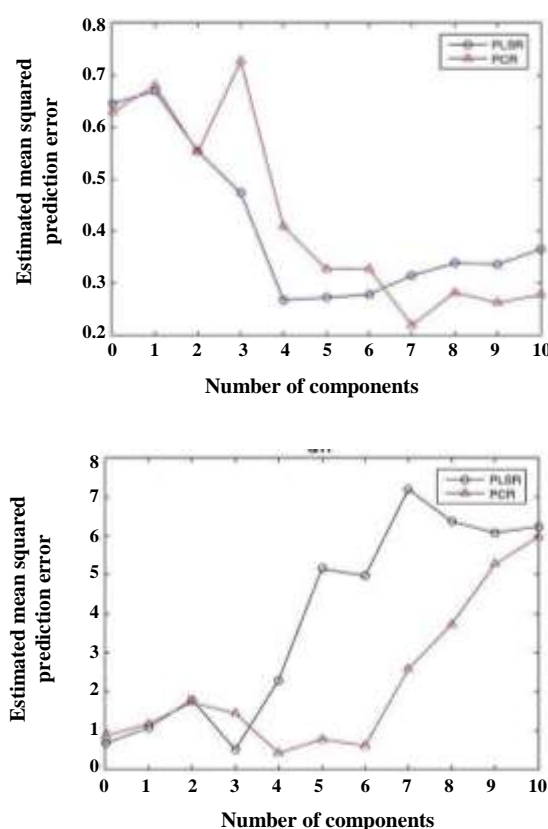 0.8
PLSR
PCR
0.7
0.6
0.5
0.4
0.3
0.2
0 1 2 3 4 5 6 7 8 9 10
Estimated mean squared
prediction error
Number of components
8
PLSR
PCR
7
6
5
4
3
2
1
0
0 1 2 3 4 5 6 7 8 9 10
Estimated mean squared
prediction error
Number of components